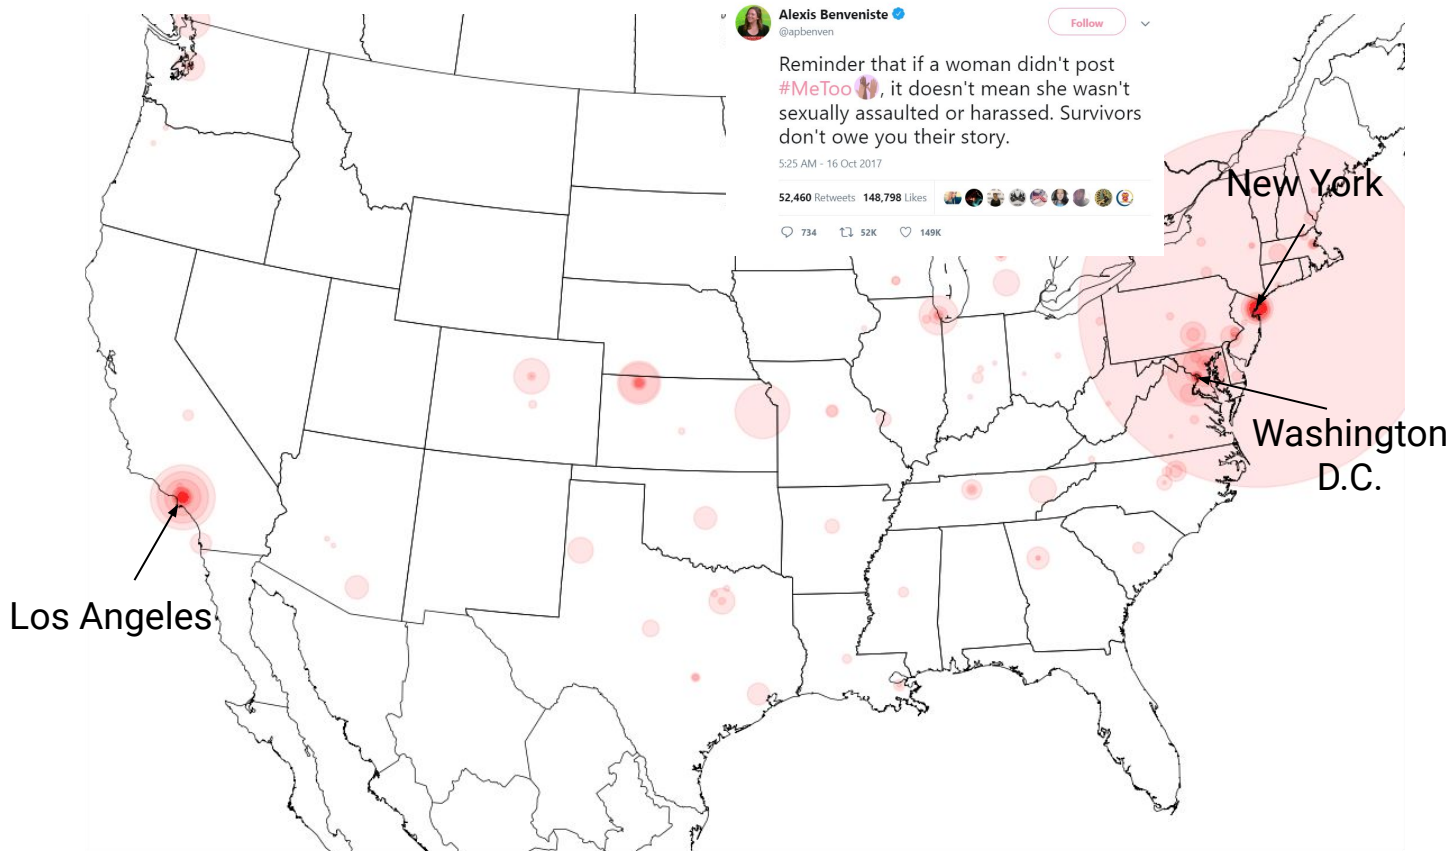 Alexis Benveniste
@apbenven
Follow
Reminder that if a woman didn't post
#MeToo, it doesn't mean she wasn't
sexually assaulted or harassed. Survivors
don't owe you their story.
5:25 AM - 16 Oct 2017
52,460 Retweets 148,798 Likes
734 52K 149K
New York
Washington
D.C.
Los Angeles